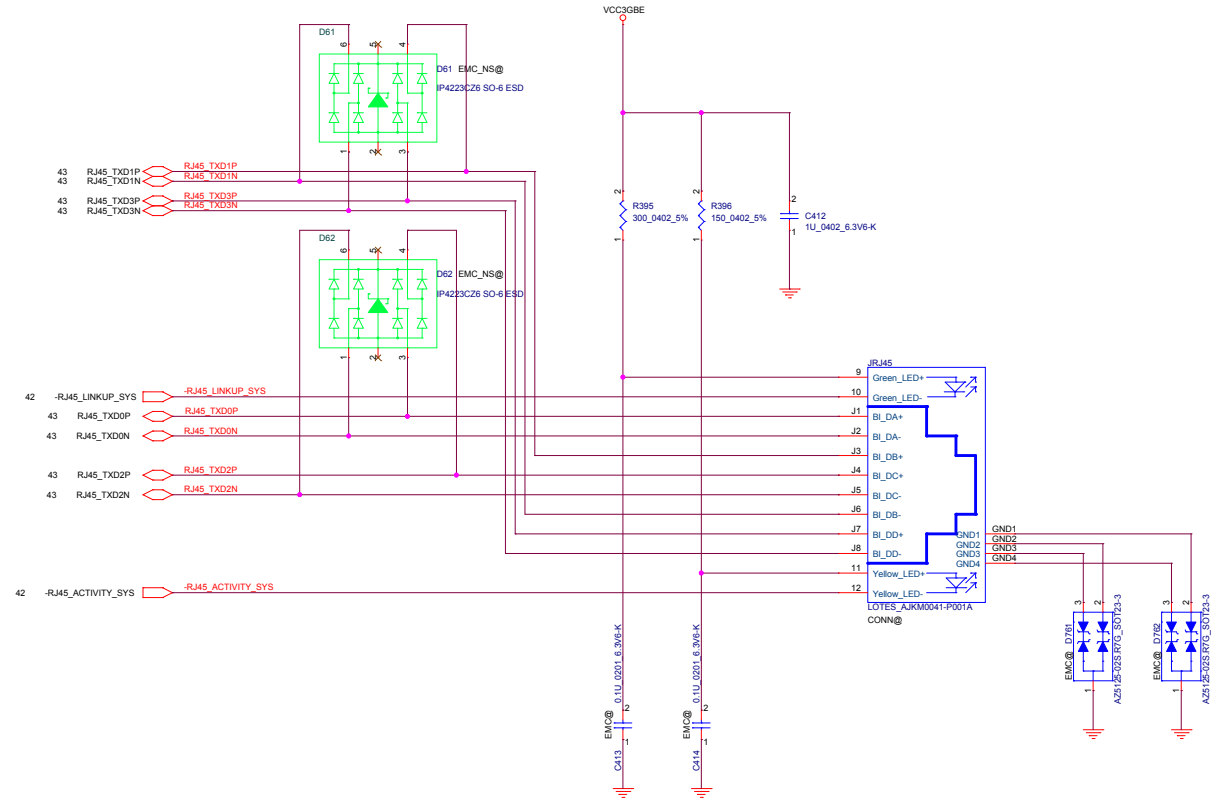 VCC3GBE
D61
6
5
4
D61 EMC_NS@
IP4223CZ6 SO-6 ESD
1
2
3
43 RJ45_TXD1P RJ45_TXD1P
43 RJ45_TXD1N RJ45_TXD1N
43 RJ45_TXD3P RJ45_TXD3P
43 RJ45_TXD3N RJ45_TXD3N
2
R395
300_0402_5%
1
2
R396
150_0402_5%
1
2
C412
1U_0402_6.3V6-K
1
D62
6
5
4
D62 EMC_NS@
IP4223CZ6 SO-6 ESD
1
2
3
42 -RJ45_LINKUP_SYS -RJ45_LINKUP_SYS
43 RJ45_TXD0P RJ45_TXD0P
43 RJ45_TXD0N RJ45_TXD0N
43 RJ45_TXD2P RJ45_TXD2P
43 RJ45_TXD2N RJ45_TXD2N
42 -RJ45_ACTIVITY_SYS -RJ45_ACTIVITY_SYS
JRJ45
9 Green_LED+
10 Green_LED-
J1 BI_DA+
J2 BI_DA-
J3 BI_DB+
J4 BI_DC+
J5 BI_DC-
J6 BI_DB-
J7 BI_DD+
J8 BI_DD-
11 Yellow_LED+
12 Yellow_LED-
GND1 GND1
GND2 GND2
GND3 GND3
GND4 GND4
LOTES_AJKM0041-P001A
CONN@
3
2
EMC@ D761
AZ5125-02S.R7G_SOT23-3
1
3
2
EMC@ D762
AZ5125-02S.R7G_SOT23-3
1
0.1U_0201_6.3V6-K
EMC@
2
1
C413
0.1U_0201_6.3V6-K
EMC@
2
1
C414